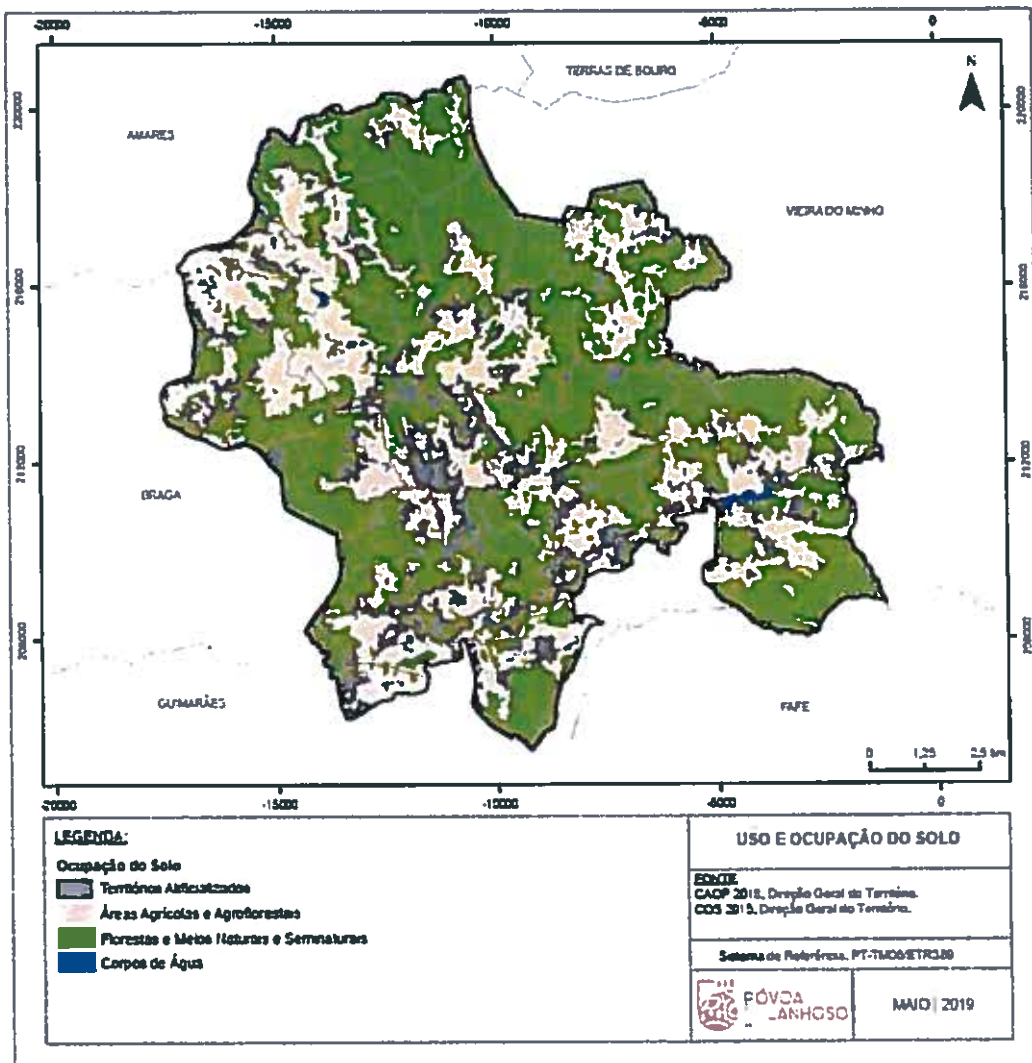 -20000 -15000 -10000 -5000 0
TERRAS DE BOURO
N
AMARES
VIEIRA DO MINHO
BRAGA
GUIMARÃES
FAFE
0 1,25 2,5 km
-20000 -15000 -10000 -5000 0
LEGENDA:
Ocupação do Solo
Territórios Artificializados
Áreas Agrícolas e Agroflorestais
Florestas e Meios Naturais e Seminaturais
Corpos de Água
USO E OCUPAÇÃO DO SOLO
FONTE
CAOP 2018, Direção Geral do Território.
COS 2015, Direção Geral do Território.
Sistema de Referência, PT-TM06/ETRS89
PÓVOA
LANHOSO
MAIO | 2019